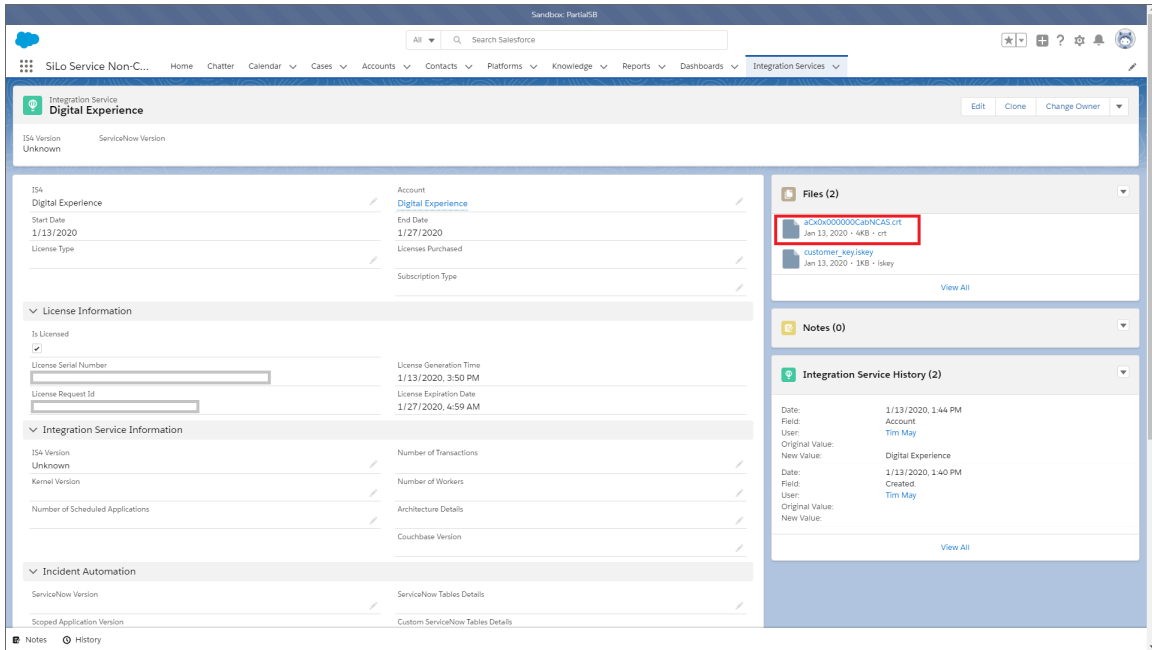 Sandbox: PartialSB
All Search Salesforce
SiLo Service Non-C... Home Chatter Calendar Cases Accounts Contacts Platforms Knowledge Reports Dashboards Integration Services
Integration Service
Digital Experience
Edit Clone Change Owner
IS4 Version ServiceNow Version
Unknown
IS4 Account
Digital Experience Digital Experience
Start Date End Date
1/13/2020 1/27/2020
License Type Licenses Purchased
Subscription Type
License Information
Is Licensed
License Serial Number License Generation Time
1/13/2020, 3:50 PM
License Request Id License Expiration Date
1/27/2020, 4:59 AM
Integration Service Information
IS4 Version Number of Transactions
Unknown
Kernel Version Number of Workers
Number of Scheduled Applications Architecture Details
Couchbase Version
Incident Automation
ServiceNow Version ServiceNow Tables Details
Scoped Application Version Custom ServiceNow Tables Details
Files (2)
aCx0x000000CabNCAS.crt
Jan 13, 2020 • 4KB • crt
customer_key.iskey
Jan 13, 2020 • 1KB • iskey
View All
Notes (0)
Integration Service History (2)
Date: 1/13/2020, 1:44 PM
Field: Account
User: Tim May
Original Value:
New Value: Digital Experience
Date: 1/13/2020, 1:40 PM
Field: Created.
User: Tim May
Original Value:
New Value:
View All
Notes History